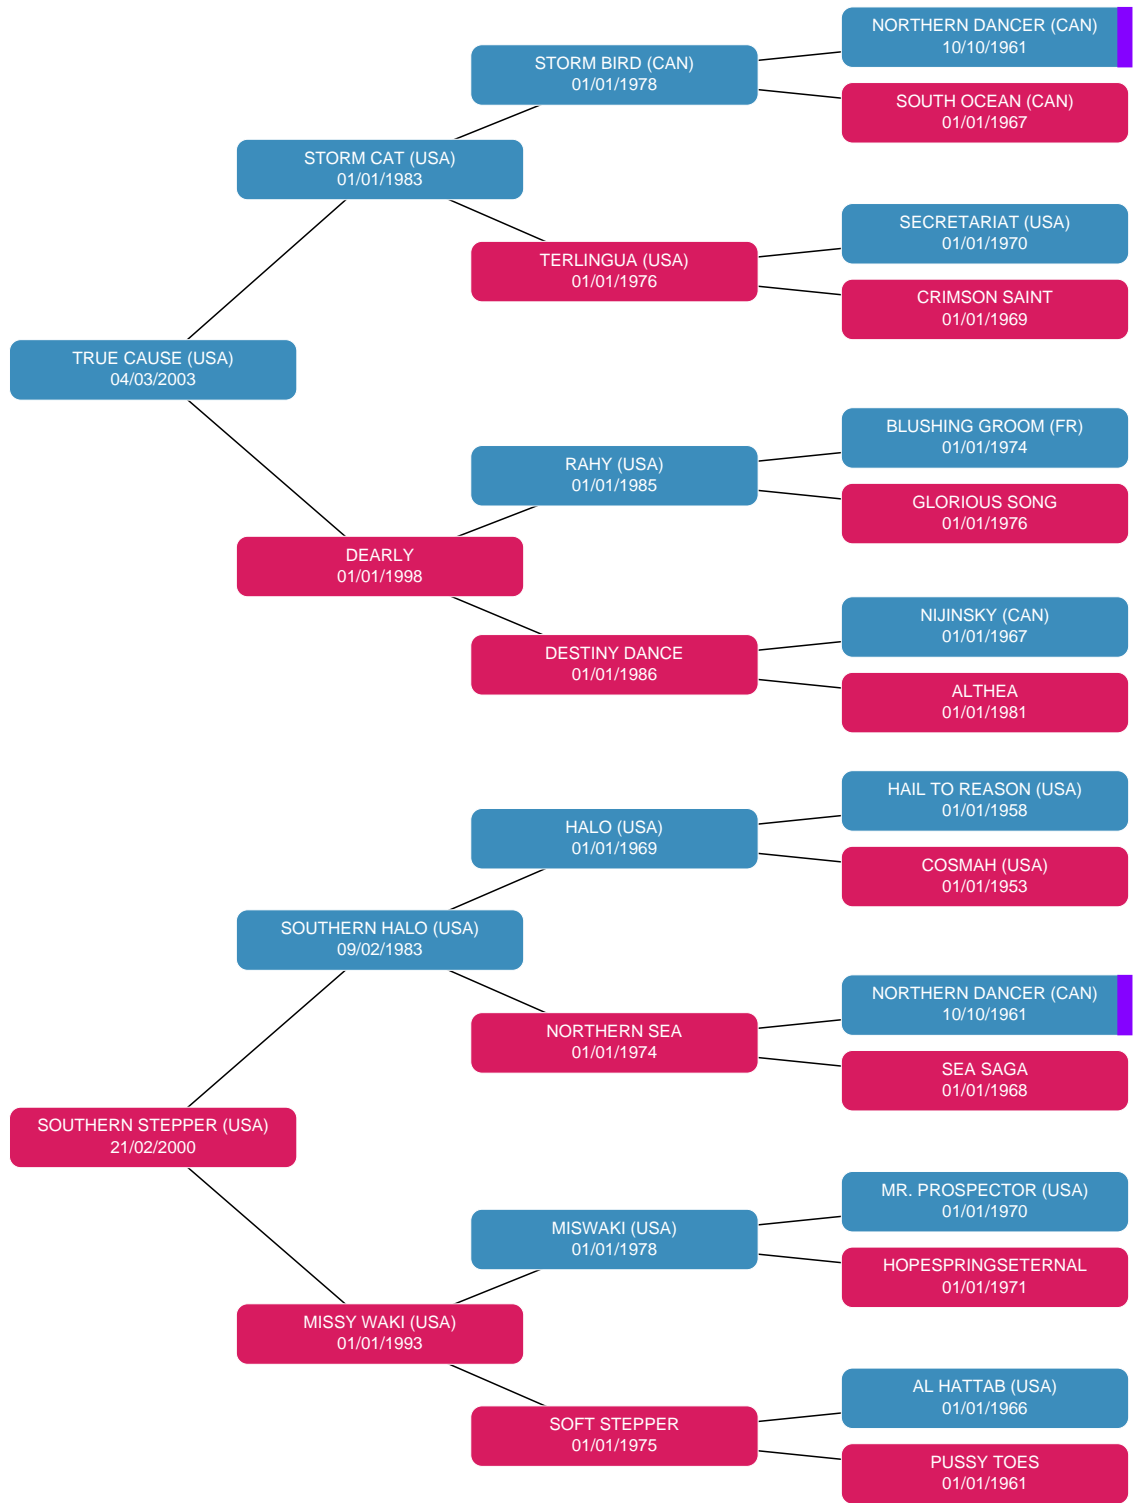 NORTHERN DANCER (CAN)
10/10/1961
STORM BIRD (CAN)
01/01/1978
SOUTH OCEAN (CAN)
01/01/1967
STORM CAT (USA)
01/01/1983
SECRETARIAT (USA)
01/01/1970
TERLINGUA (USA)
01/01/1976
CRIMSON SAINT
01/01/1969
TRUE CAUSE (USA)
04/03/2003
BLUSHING GROOM (FR)
01/01/1974
RAHY (USA)
01/01/1985
GLORIOUS SONG
01/01/1976
DEARLY
01/01/1998
NIJINSKY (CAN)
01/01/1967
DESTINY DANCE
01/01/1986
ALTHEA
01/01/1981
HAIL TO REASON (USA)
01/01/1958
HALO (USA)
01/01/1969
COSMAH (USA)
01/01/1953
SOUTHERN HALO (USA)
09/02/1983
NORTHERN DANCER (CAN)
10/10/1961
NORTHERN SEA
01/01/1974
SEA SAGA
01/01/1968
SOUTHERN STEPPER (USA)
21/02/2000
MR. PROSPECTOR (USA)
01/01/1970
MISWAKI (USA)
01/01/1978
HOPESPRINGSETERNAL
01/01/1971
MISSY WAKI (USA)
01/01/1993
AL HATTAB (USA)
01/01/1966
SOFT STEPPER
01/01/1975
PUSSY TOES
01/01/1961